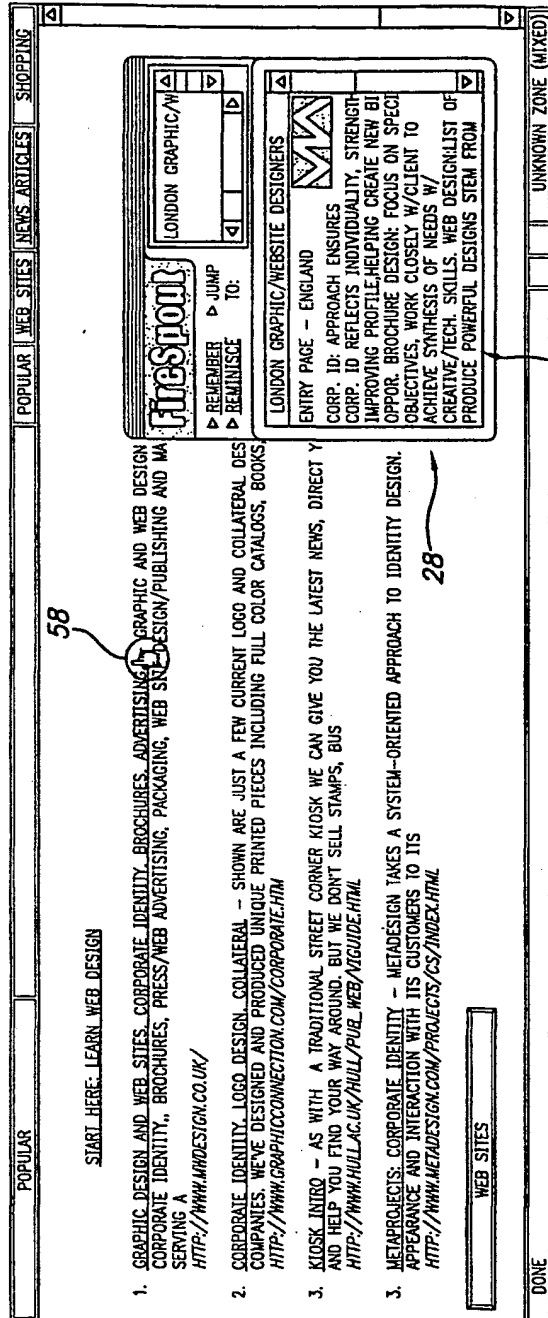 POPULAR
POPULAR WEB SITES NEWS ARTICLES SHOPPING
START HERE: LEARN WEB DESIGN
58
1. GRAPHIC DESIGN AND WEB SITES, CORPORATE IDENTITY, BROCHURES, ADVERTISING, GRAPHIC AND WEB DESIGN
CORPORATE IDENTITY,, BROCHURES, PRESS/WEB ADVERTISING, PACKAGING, WEB SITE DESIGN/PUBLISHING AND MA
SERVING A
HTTP://WWW.MWDESIGN.CO.UK/
2. CORPORATE IDENTITY, LOGO DESIGN, COLLATERAL – SHOWN ARE JUST A FEW CURRENT LOGO AND COLLATERAL DES
COMPANIES. WE'VE DESIGNED AND PRODUCED UNIQUE PRINTED PIECES INCLUDING FULL COLOR CATALOGS, BOOKS,
HTTP://WWW.GRAPHICCONNECTION.COM/CORPORATE.HTM
3. KIOSK INTRO – AS WITH A TRADITIONAL STREET CORNER KIOSK WE CAN GIVE YOU THE LATEST NEWS, DIRECT Y
AND HELP YOU FIND YOUR WAY AROUND. BUT WE DON'T SELL STAMPS, BUS
HTTP://WWW.HULL.AC.UK/HULL/PUB_WEB/VIGUIDE.HTML
3. METAPROJECTS: CORPORATE IDENTITY – METADESIGN TAKES A SYSTEM-ORIENTED APPROACH TO IDENTITY DESIGN.
APPEARANCE AND INTERACTION WITH ITS CUSTOMERS TO ITS
HTTP://WWW.METADESIGN.COM/PROJECTS/CS/INDEX.HTML
WEB SITES
FireSpout
▷ REMEMBER ▷ JUMP
▷ REMINISCE TO:
LONDON GRAPHIC/W
LONDON GRAPHIC/WEBSITE DESIGNERS
ENTRY PAGE – ENGLAND
CORP. ID: APPROACH ENSURES
CORP. ID REFLECTS INDIVIDUALITY, STRENGTH
IMPROVING PROFILE,HELPING CREATE NEW BI
OPPOR. BROCHURE DESIGN: FOCUS ON SPECI
OBJECTIVES, WORK CLOSELY W/CLIENT TO
ACHIEVE SYNTHESIS OF NEEDS W/
CREATIVE/TECH. SKILLS. WEB DESIGN:LIST OF
PRODUCE POWERFUL DESIGNS STEM FROM
28
DONE
UNKNOWN ZONE (MIXED)